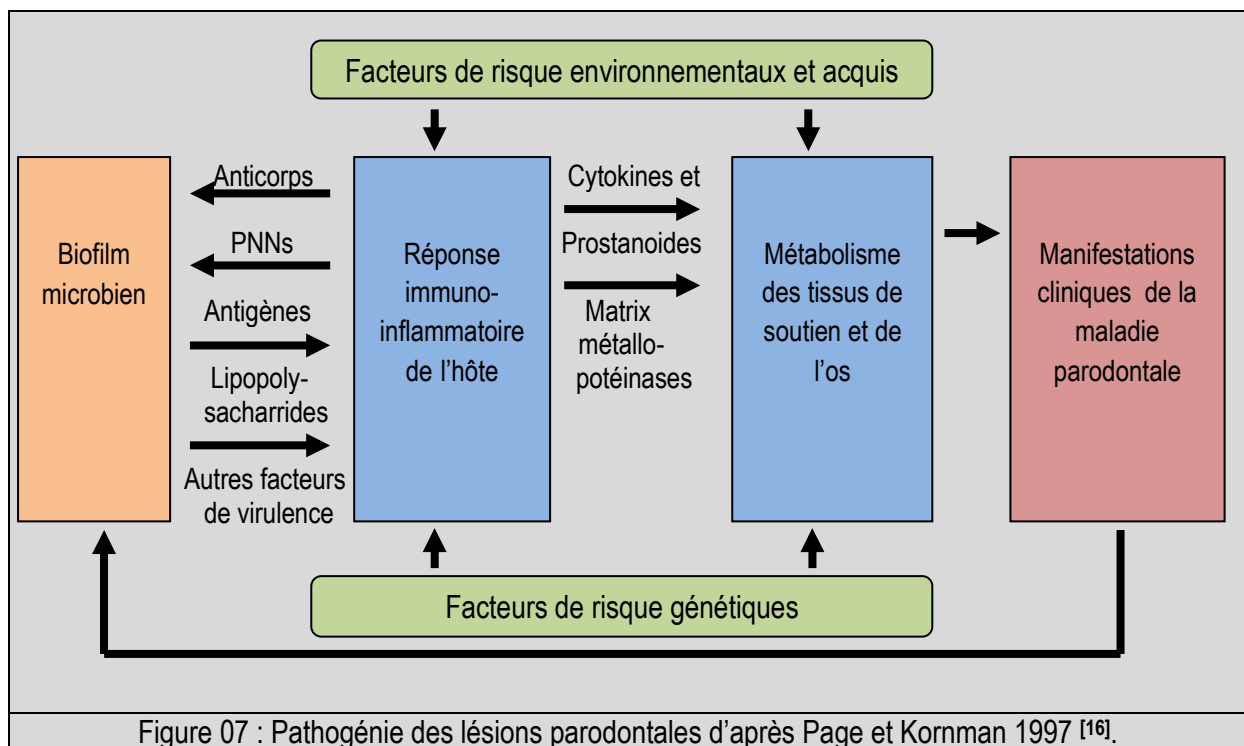 Facteurs de risque environnementaux et acquis
Biofilm
microbien
Anticorps
PNNs
Antigènes
Lipopoly-
sacharrides
Autres facteurs
de virulence
Réponse
immuno-
inflammatoire
de l’hôte
Cytokines et
Prostanoides
Matrix
métallo-
potéinases
Métabolisme
des tissus de
soutien et de
l’os
Manifestations
cliniques de la
maladie
parodontale
Facteurs de risque génétiques
Figure 07 : Pathogénie des lésions parodontales d’après Page et Kornman 1997 [16].